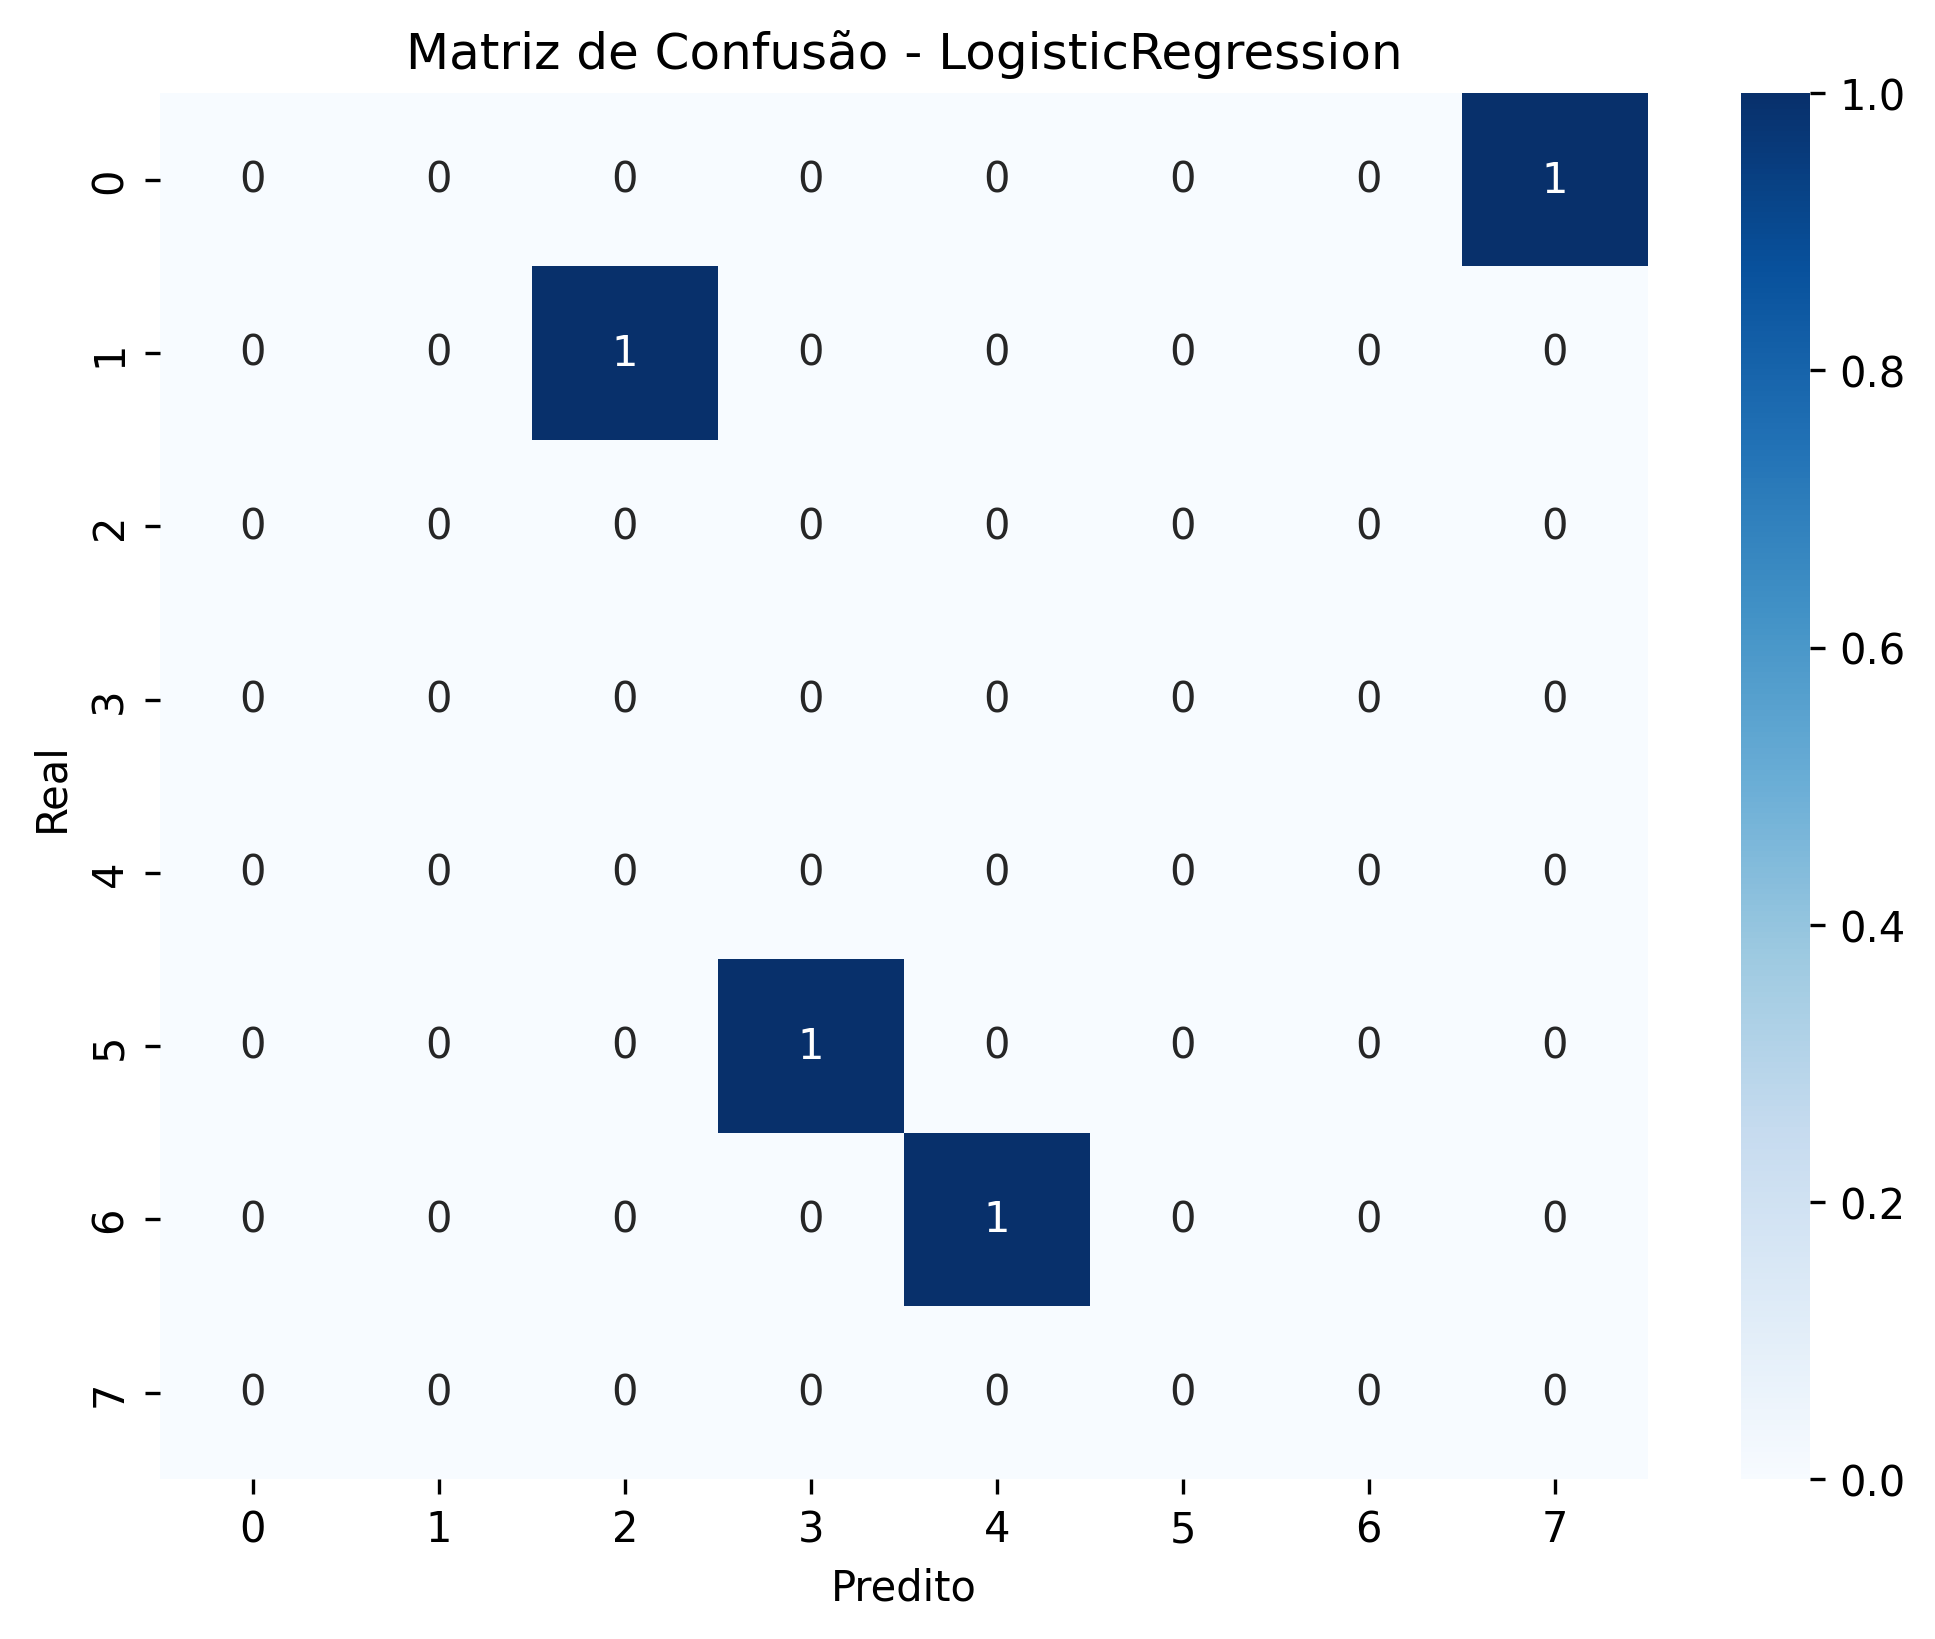 Matriz de Confusão - LogisticRegression
0 0 0 0 0 0 0 0 1
1 0 0 1 0 0 0 0 0
2 0 0 0 0 0 0 0 0
3 0 0 0 0 0 0 0 0
4 0 0 0 0 0 0 0 0
5 0 0 0 1 0 0 0 0
6 0 0 0 0 1 0 0 0
7 0 0 0 0 0 0 0 0
0 1 2 3 4 5 6 7
Real
Predito
1.0
0.8
0.6
0.4
0.2
0.0